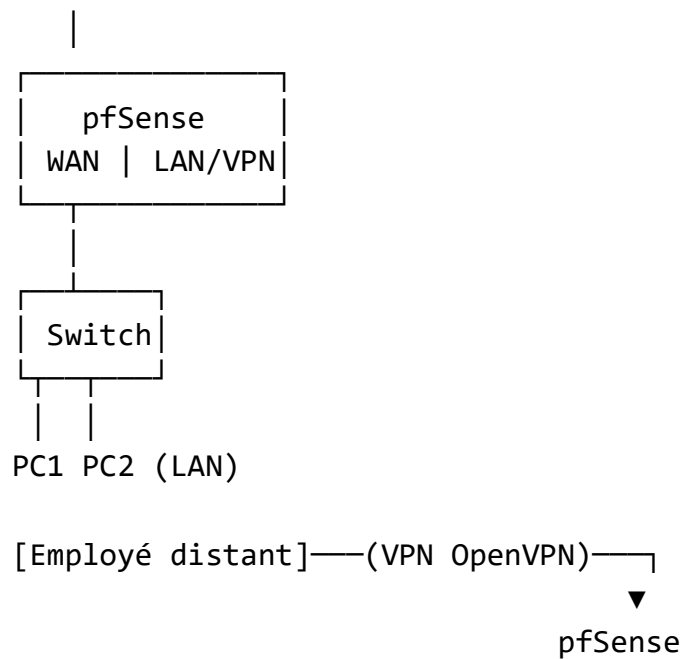 pfSense
WAN | LAN/VPN
Switch
PC1 PC2 (LAN)
[Employé distant]───(VPN OpenVPN)───┐
▼
pfSense